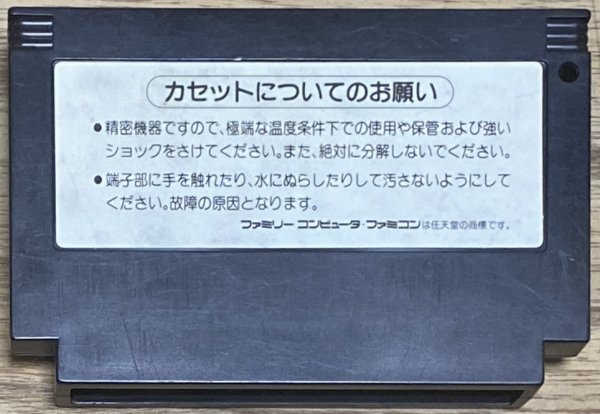 カセットについてのお願い
●精密機器ですので、極端な温度条件下での使用や保管および強い
ショックをさけてください。また、絶対に分解しないでください。
●端子部に手を触れたり、水にぬらしたりして汚さないようにして
ください。故障の原因となります。
ファミリー コンピュータ・ファミコンは任天堂の商標です。